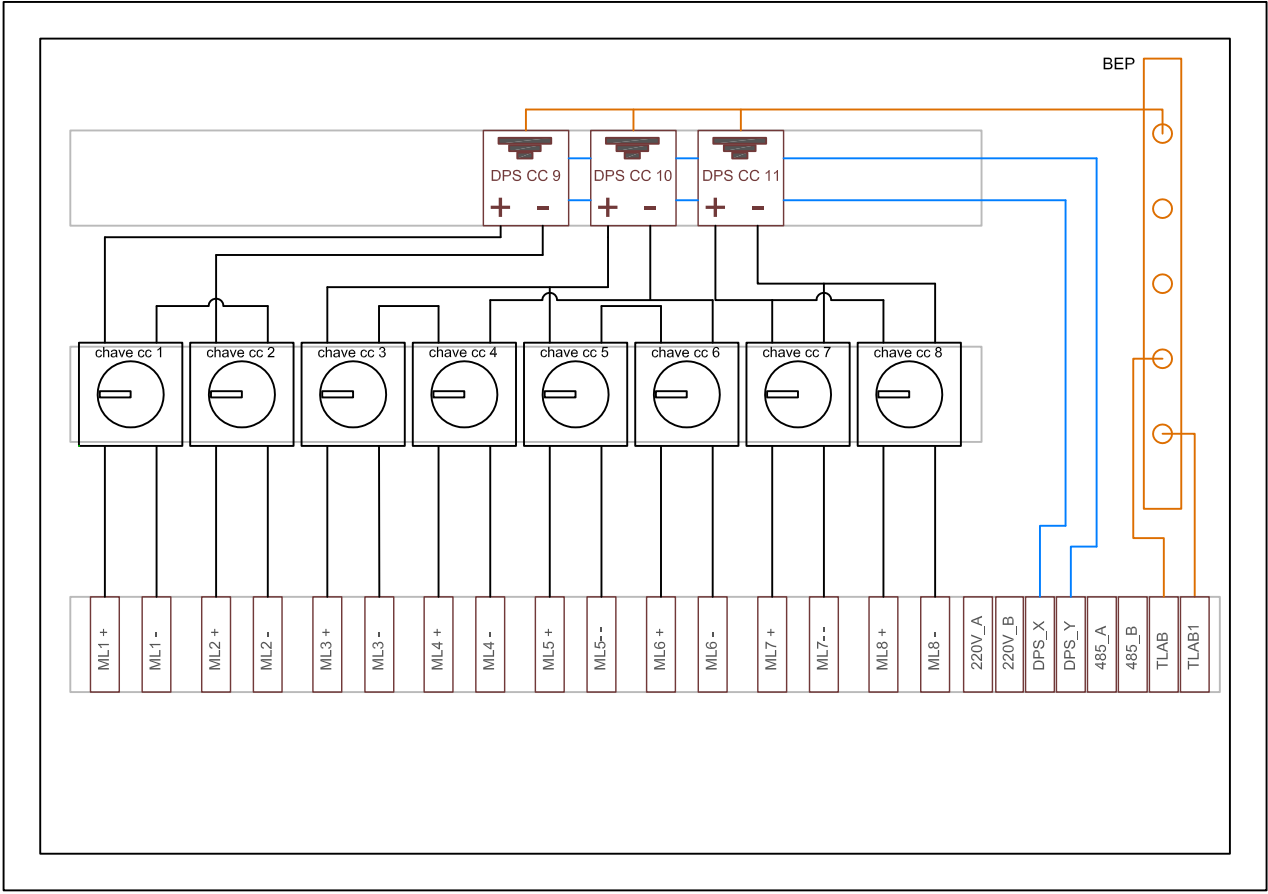 BEP
DPS CC 9
DPS CC 10
DPS CC 11
+ -
+ -
+ -
chave cc 1
chave cc 2
chave cc 3
chave cc 4
chave cc 5
chave cc 6
chave cc 7
chave cc 8
ML1 +
ML1 -
ML2 +
ML2 -
ML3 +
ML3 -
ML4 +
ML4 -
ML5 +
ML5--
ML6 +
ML6 -
ML7 +
ML7--
ML8 +
ML8 -
220V_A
220V_B
DPS_X
DPS_Y
485_A
485_B
TLAB
TLAB1